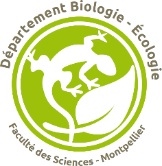 Département Biologie - Écologie
Faculté des Sciences - Montpellier